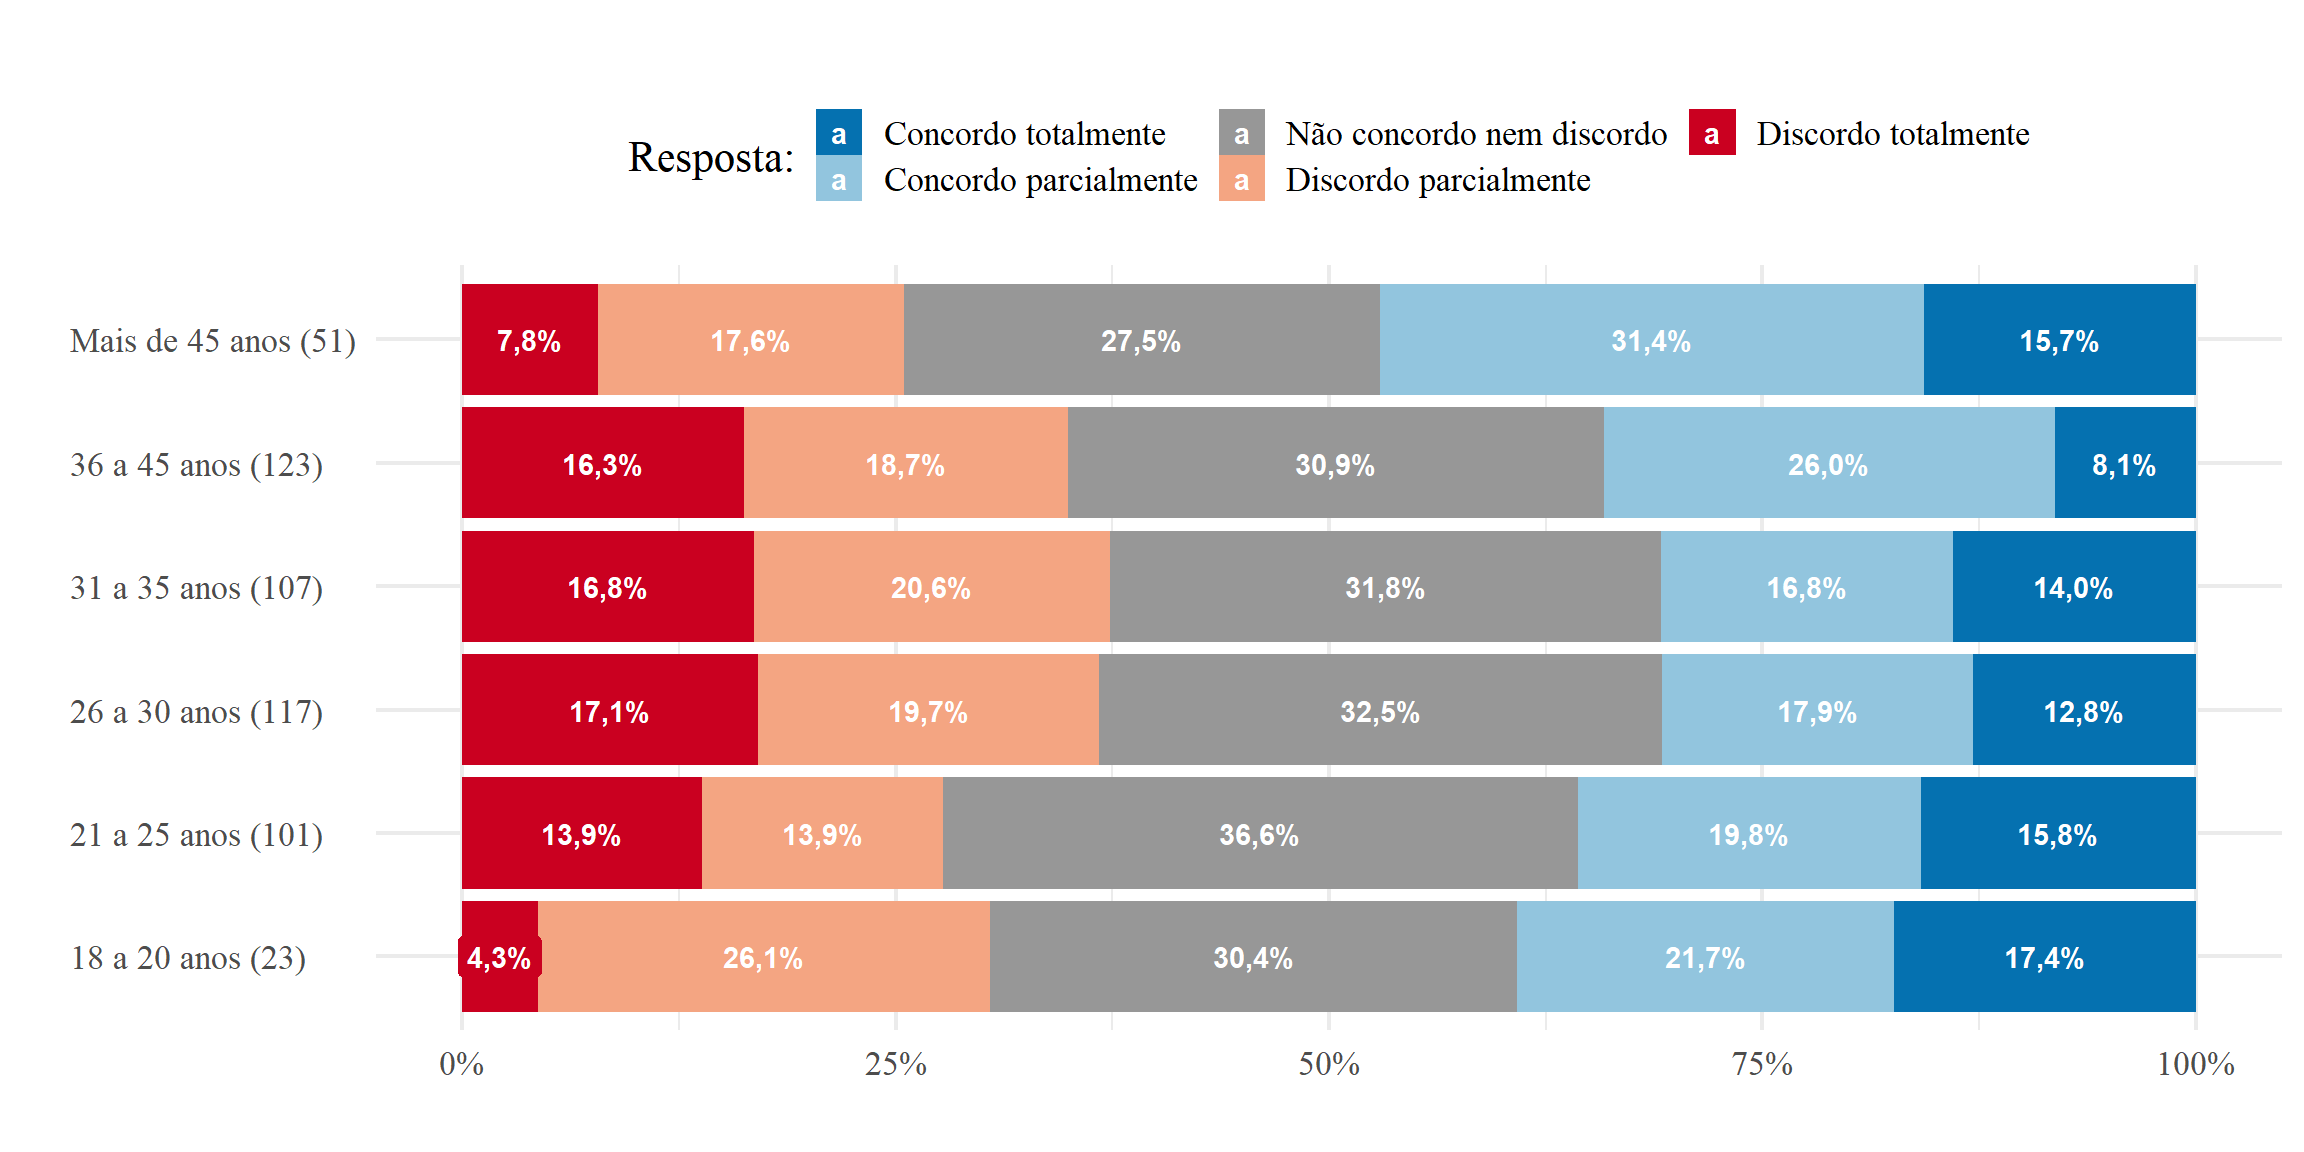 Resposta:
a Concordo totalmente a Não concordo nem discordo a Discordo totalmente
a Concordo parcialmente a Discordo parcialmente
Mais de 45 anos (51) 7,8% 17,6% 27,5% 31,4% 15,7%
36 a 45 anos (123) 16,3% 18,7% 30,9% 26,0% 8,1%
31 a 35 anos (107) 16,8% 20,6% 31,8% 16,8% 14,0%
26 a 30 anos (117) 17,1% 19,7% 32,5% 17,9% 12,8%
21 a 25 anos (101) 13,9% 13,9% 36,6% 19,8% 15,8%
18 a 20 anos (23) 4,3% 26,1% 30,4% 21,7% 17,4%
0% 25% 50% 75% 100%